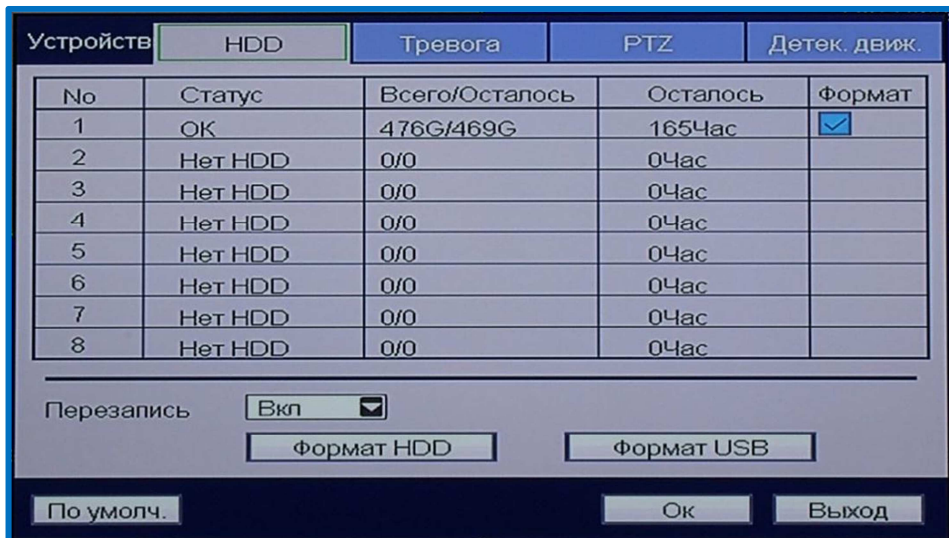 Устройств HDD Тревога PTZ Детек. движ.
No Статус Всего/Осталось Осталось Формат
1 OK 476G/469G 165Час
2 Нет HDD 0/0 0Час
3 Нет HDD 0/0 0Час
4 Нет HDD 0/0 0Час
5 Нет HDD 0/0 0Час
6 Нет HDD 0/0 0Час
7 Нет HDD 0/0 0Час
8 Нет HDD 0/0 0Час
Перезапись Вкл
Формат HDD Формат USB
По умолч. Ок Выход